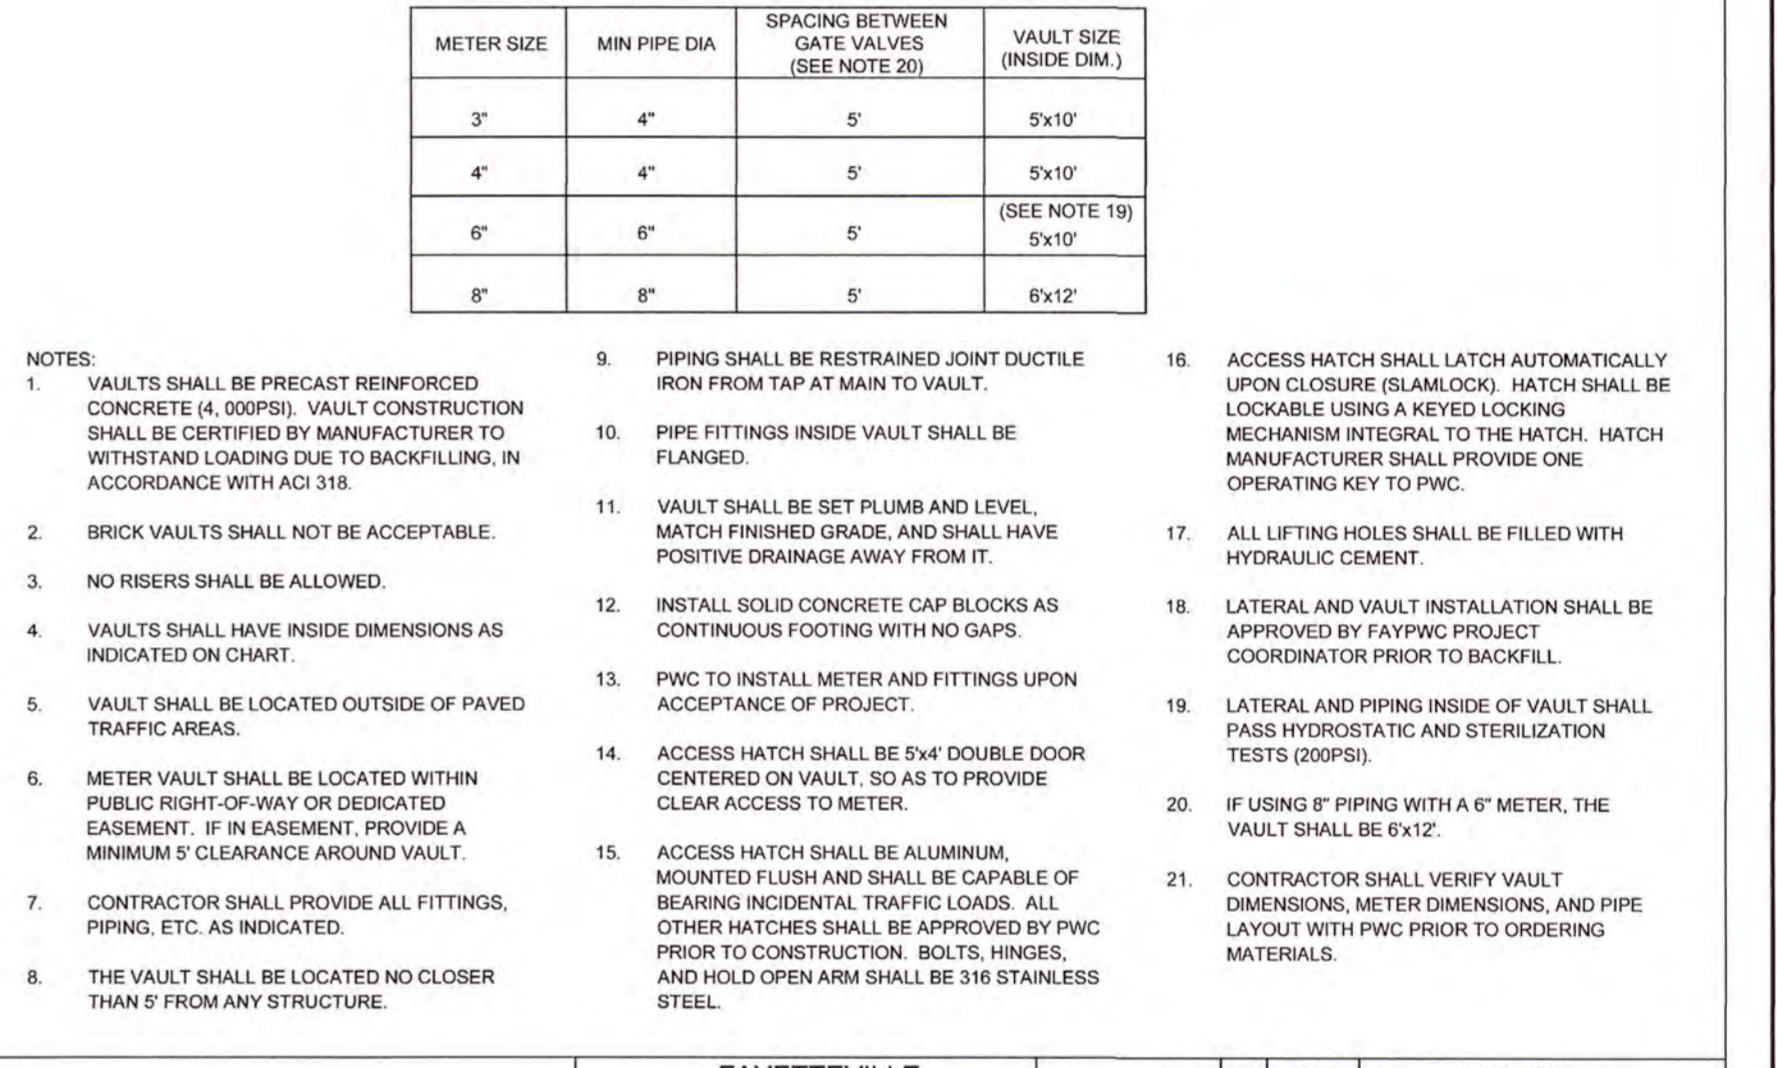 METER SIZE MIN PIPE DIA SPACING BETWEEN GATE VALVES (SEE NOTE 20) VAULT SIZE (INSIDE DIM.)
3" 4" 5' 5'x10'
4" 4" 5' 5'x10'
6" 6" 5' (SEE NOTE 19) 5'x10'
8" 8" 5' 6'x12'
NOTES:
1. VAULTS SHALL BE PRECAST REINFORCED
CONCRETE (4, 000PSI). VAULT CONSTRUCTION
SHALL BE CERTIFIED BY MANUFACTURER TO
WITHSTAND LOADING DUE TO BACKFILLING, IN
ACCORDANCE WITH ACI 318.
2. BRICK VAULTS SHALL NOT BE ACCEPTABLE.
3. NO RISERS SHALL BE ALLOWED.
4. VAULTS SHALL HAVE INSIDE DIMENSIONS AS
INDICATED ON CHART.
5. VAULT SHALL BE LOCATED OUTSIDE OF PAVED
TRAFFIC AREAS.
6. METER VAULT SHALL BE LOCATED WITHIN
PUBLIC RIGHT-OF-WAY OR DEDICATED
EASEMENT. IF IN EASEMENT, PROVIDE A
MINIMUM 5' CLEARANCE AROUND VAULT.
7. CONTRACTOR SHALL PROVIDE ALL FITTINGS,
PIPING, ETC. AS INDICATED.
8. THE VAULT SHALL BE LOCATED NO CLOSER
THAN 5' FROM ANY STRUCTURE.
9. PIPING SHALL BE RESTRAINED JOINT DUCTILE
IRON FROM TAP AT MAIN TO VAULT.
10. PIPE FITTINGS INSIDE VAULT SHALL BE
FLANGED.
11. VAULT SHALL BE SET PLUMB AND LEVEL,
MATCH FINISHED GRADE, AND SHALL HAVE
POSITIVE DRAINAGE AWAY FROM IT.
12. INSTALL SOLID CONCRETE CAP BLOCKS AS
CONTINUOUS FOOTING WITH NO GAPS.
13. PWC TO INSTALL METER AND FITTINGS UPON
ACCEPTANCE OF PROJECT.
14. ACCESS HATCH SHALL BE 5'x4' DOUBLE DOOR
CENTERED ON VAULT, SO AS TO PROVIDE
CLEAR ACCESS TO METER.
15. ACCESS HATCH SHALL BE ALUMINUM,
MOUNTED FLUSH AND SHALL BE CAPABLE OF
BEARING INCIDENTAL TRAFFIC LOADS. ALL
OTHER HATCHES SHALL BE APPROVED BY PWC
PRIOR TO CONSTRUCTION. BOLTS, HINGES,
AND HOLD OPEN ARM SHALL BE 316 STAINLESS
STEEL.
16. ACCESS HATCH SHALL LATCH AUTOMATICALLY
UPON CLOSURE (SLAMLOCK). HATCH SHALL BE
LOCKABLE USING A KEYED LOCKING
MECHANISM INTEGRAL TO THE HATCH. HATCH
MANUFACTURER SHALL PROVIDE ONE
OPERATING KEY TO PWC.
17. ALL LIFTING HOLES SHALL BE FILLED WITH
HYDRAULIC CEMENT.
18. LATERAL AND VAULT INSTALLATION SHALL BE
APPROVED BY FAYPWC PROJECT
COORDINATOR PRIOR TO BACKFILL.
19. LATERAL AND PIPING INSIDE OF VAULT SHALL
PASS HYDROSTATIC AND STERILIZATION
TESTS (200PSI).
20. IF USING 8" PIPING WITH A 6" METER, THE
VAULT SHALL BE 6'x12'.
21. CONTRACTOR SHALL VERIFY VAULT
DIMENSIONS, METER DIMENSIONS, AND PIPE
LAYOUT WITH PWC PRIOR TO ORDERING
MATERIALS.
FAYETTEVILLE